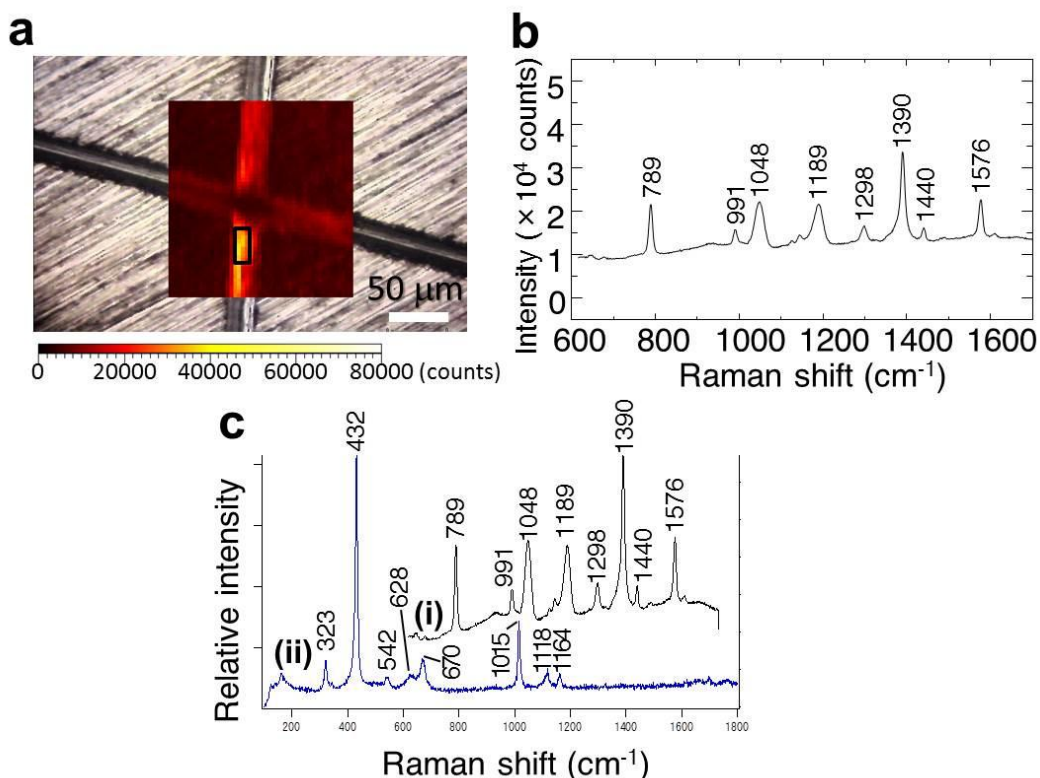 a
50 μm
0 20000 40000 60000 80000 (counts)
b
Intensity (× 10⁴ counts)
5
4
3
2
1
0
789
991
1048
1189
1298
1390
1440
1576
600 800 1000 1200 1400 1600
Raman shift (cm⁻¹)
c
Relative intensity
(i)
789
991
1048
1189
1298
1390
1440
1576
(ii)
323
432
542
628
670
1015
1118
1164
200 400 600 800 1000 1200 1400 1600 1800
Raman shift (cm⁻¹)